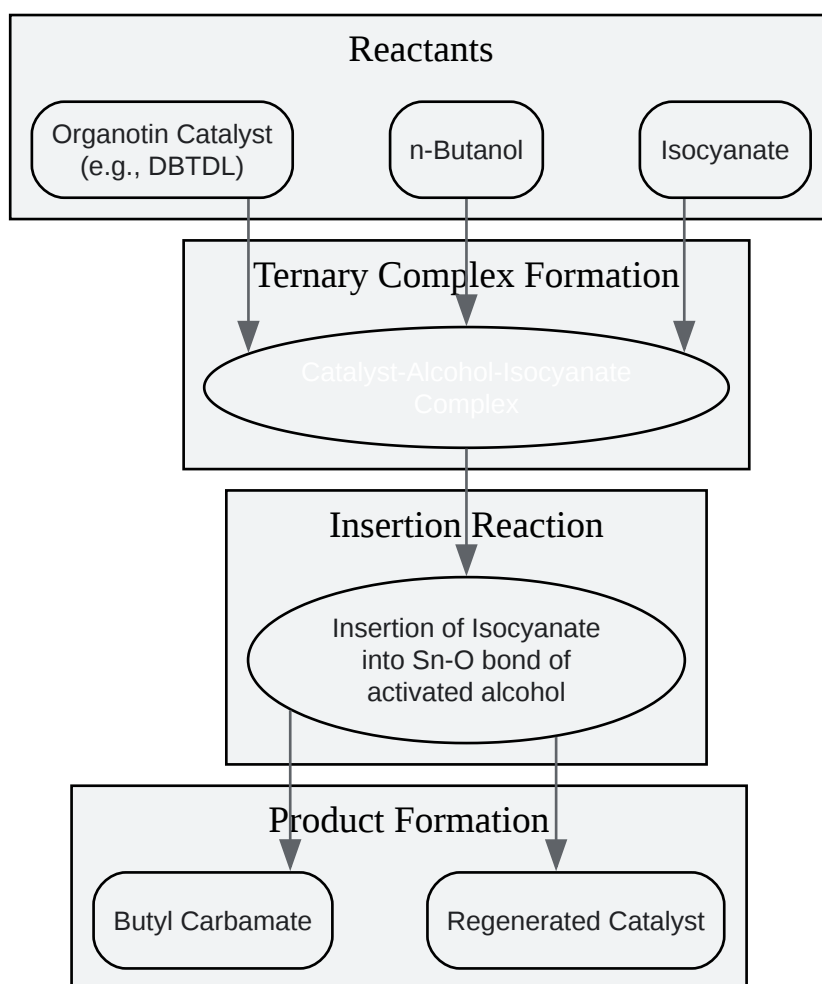 Reactants
Organotin Catalyst
(e.g., DBTDL)
n-Butanol
Isocyanate
Ternary Complex Formation
Catalyst-Alcohol-Isocyanate
Complex
Insertion Reaction
Insertion of Isocyanate
into Sn-O bond of
activated alcohol
Product Formation
Butyl Carbamate
Regenerated Catalyst